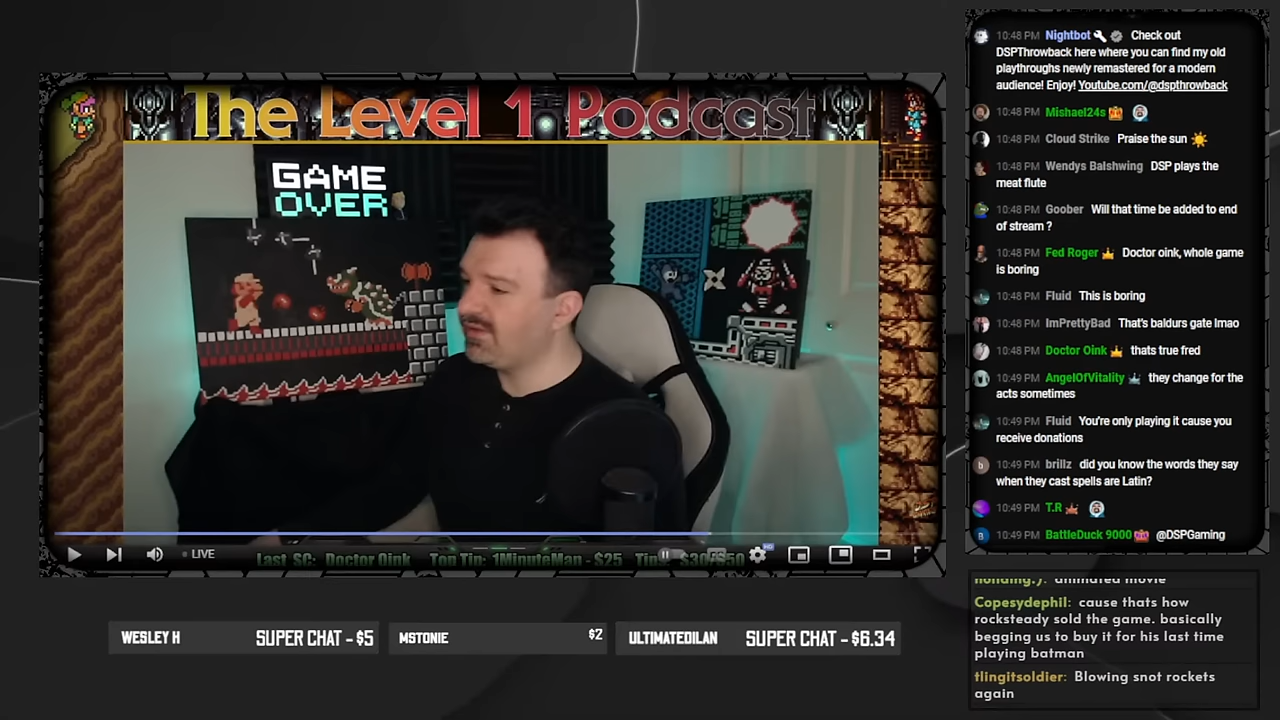 The Level 1 Podcast
GAME
OVER
LIVE
Last SC: Doctor Oink Top Tip: 1MinuteMan - $25
WESLEY H SUPER CHAT - $5
MSTONIE $2
ULTIMATEDILAN SUPER CHAT - $6.34
10:48 PM Nightbot Check out
DSPThrowback here where you can find my old
playthroughs newly remastered for a modern
audience! Enjoy! Youtube.com/@dspthrowback
10:48 PM Mishael24s
10:48 PM Cloud Strike Praise the sun
10:48 PM Wendys Balshwing DSP plays the
meat flute
10:48 PM Goober Will that time be added to end
of stream ?
10:48 PM Fed Roger Doctor oink, whole game
is boring
10:48 PM Fluid This is boring
10:48 PM ImPrettyBad That's baldurs gate lmao
10:49 PM Doctor Oink thats true fred
10:49 PM AngelOfVitality they change for the
acts sometimes
10:49 PM Fluid You're only playing it cause you
receive donations
10:49 PM brillz did you know the words they say
when they cast spells are Latin?
10:49 PM T.R
10:49 PM BattleDuck 9000 @DSPGaming
animated movie
Copesydephil: cause thats how
rocksteady sold the game. basically
begging us to buy it for his last time
playing batman
tlingitsoldier: Blowing snot rockets
again